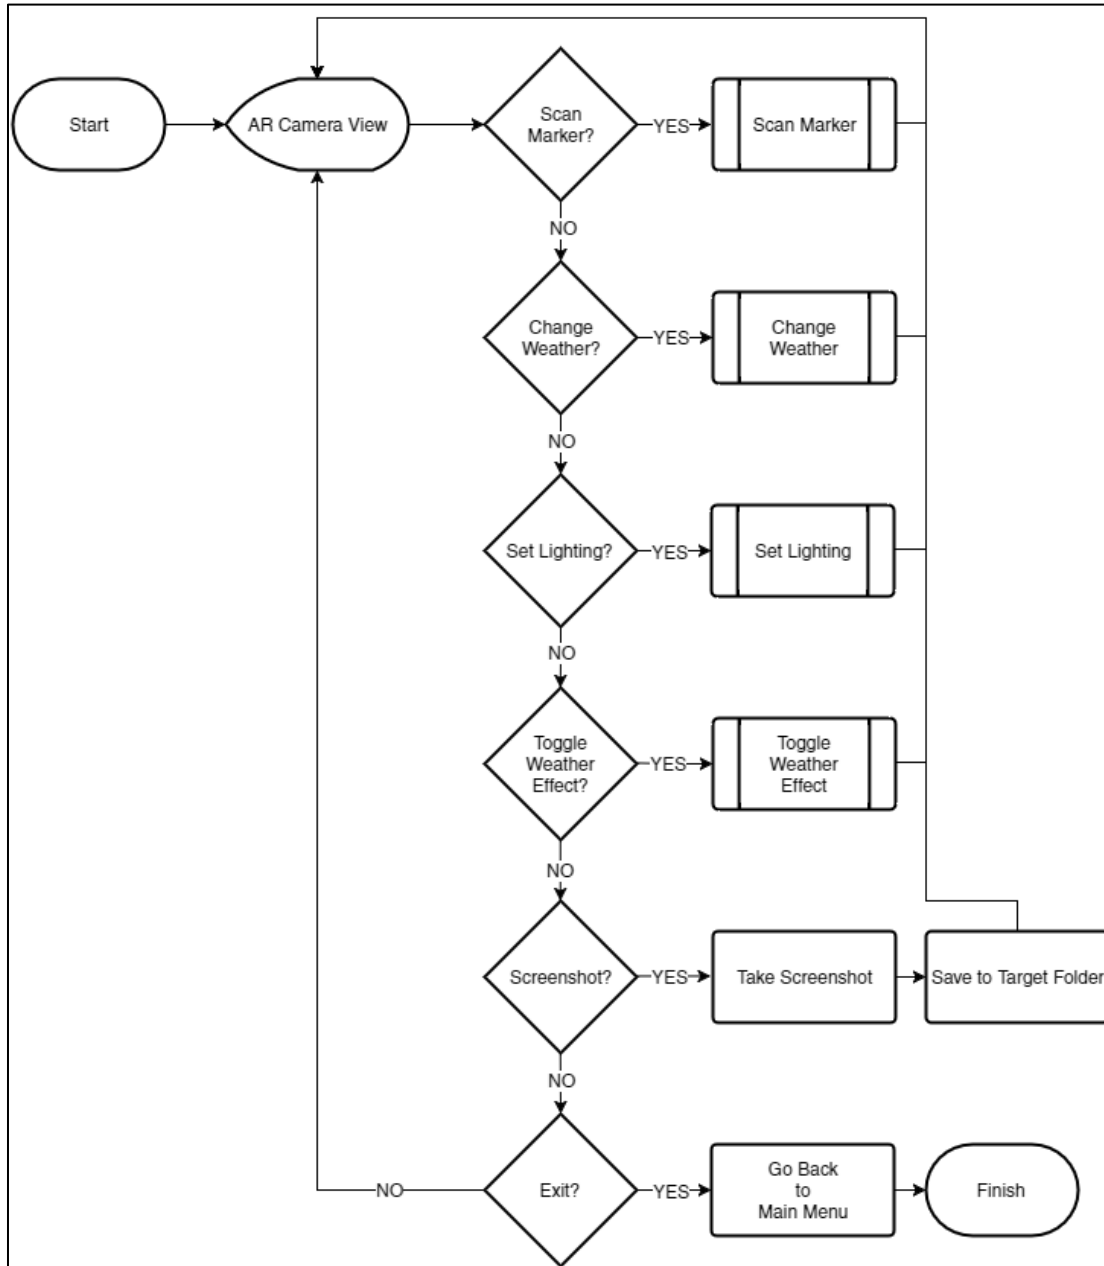 Start
AR Camera View
Scan
Marker?
YES
Scan Marker
NO
Change
Weather?
YES
Change
Weather
NO
Set Lighting?
YES
Set Lighting
NO
Toggle
Weather
Effect?
YES
Toggle
Weather
Effect
NO
Screenshot?
YES
Take Screenshot
Save to Target Folder
NO
NO
Exit?
YES
Go Back
to
Main Menu
Finish